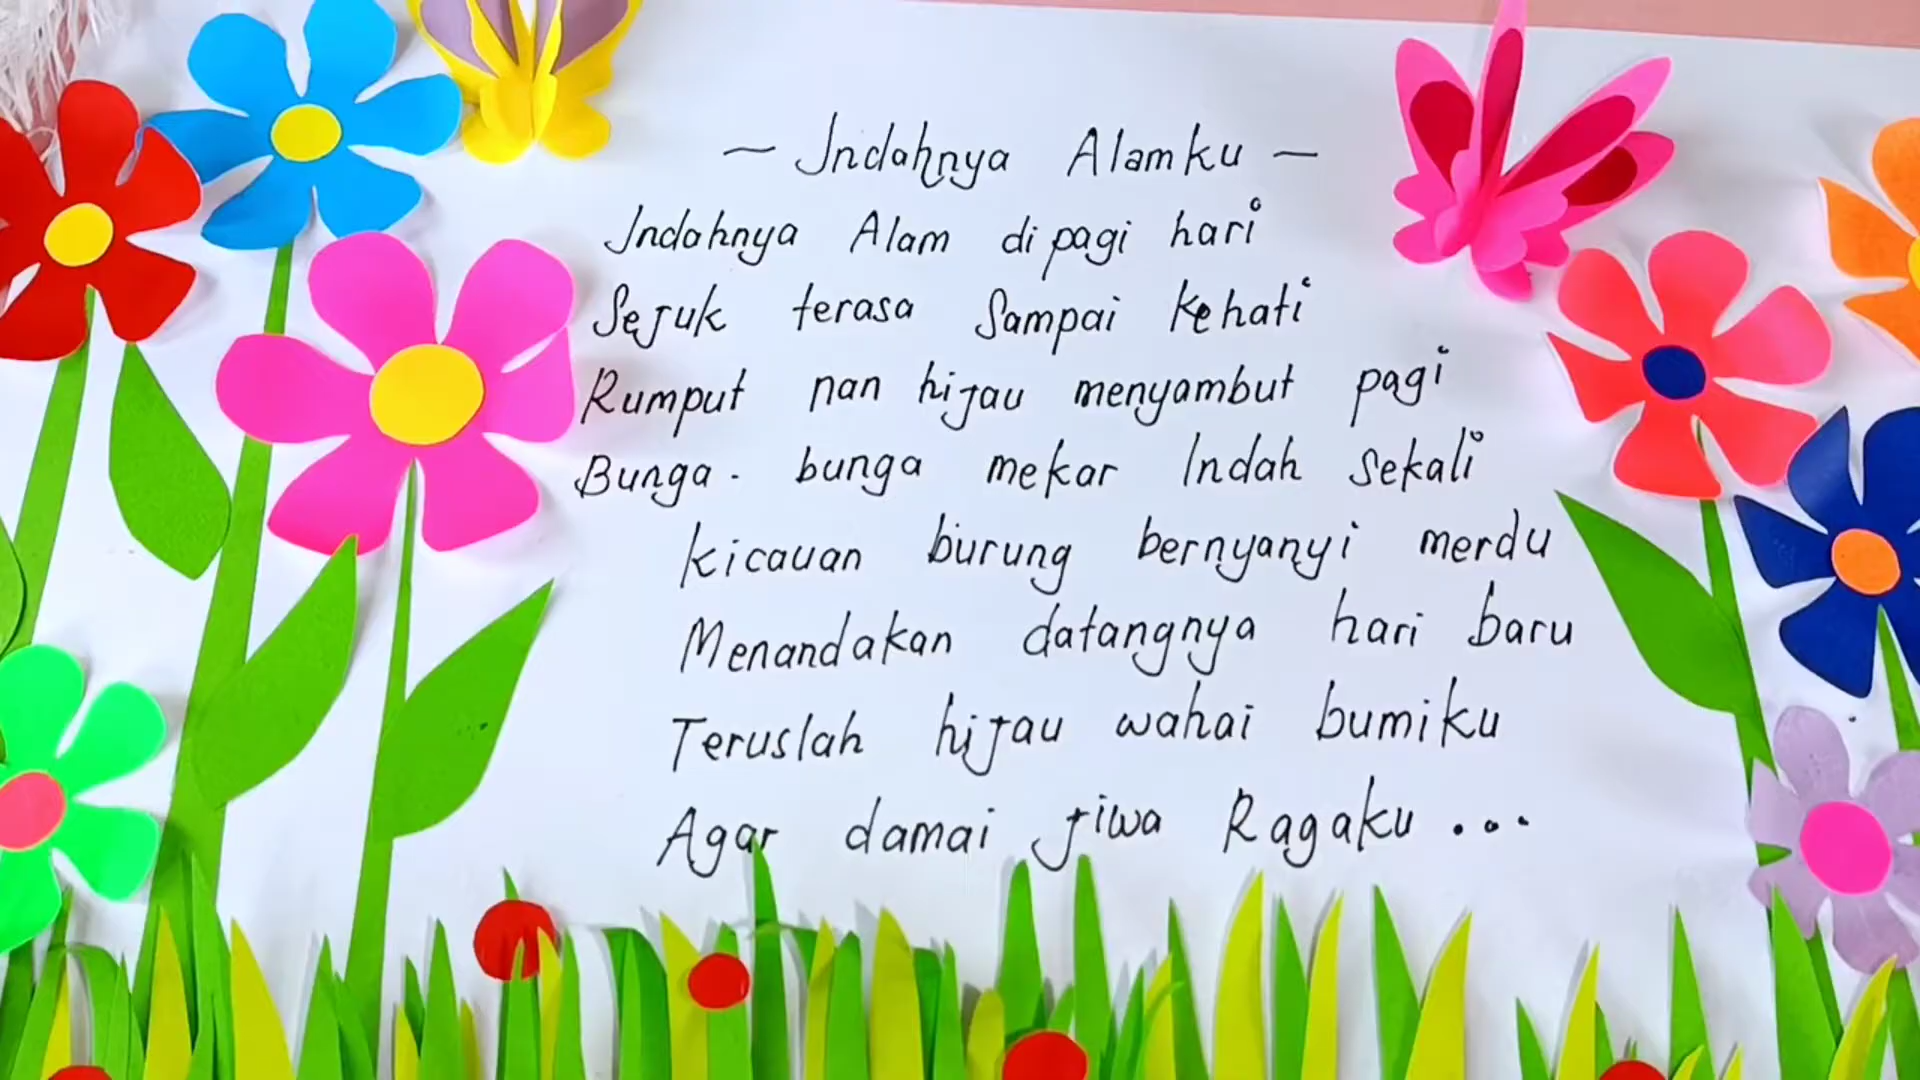 — Indahnya Alamku —
Indahnya Alam di pagi hari
Sejuk terasa Sampai Kehati
Rumput nan hijau menyambut pagi
Bunga - bunga mekar Indah Sekali
Kicauan burung bernyanyi merdu
Menandakan datangnya hari baru
Teruslah hijau wahai bumiku
Agar damai jiwa Ragaku ...